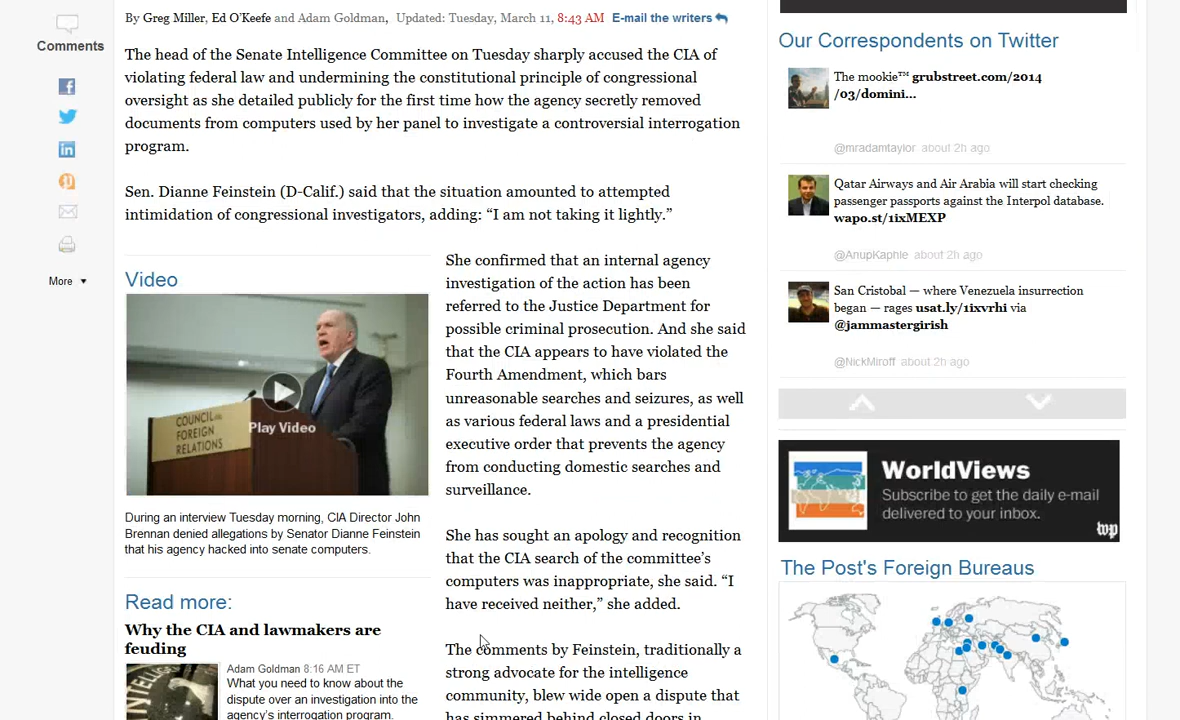 Comments
More ▼
By Greg Miller, Ed O'Keefe and Adam Goldman, Updated: Tuesday, March 11, 8:43 AM E-mail the writers
The head of the Senate Intelligence Committee on Tuesday sharply accused the CIA of
violating federal law and undermining the constitutional principle of congressional
oversight as she detailed publicly for the first time how the agency secretly removed
documents from computers used by her panel to investigate a controversial interrogation
program.
Sen. Dianne Feinstein (D-Calif.) said that the situation amounted to attempted
intimidation of congressional investigators, adding: “I am not taking it lightly.”
Video
COUNCIL on
FOREIGN
RELATIONS
Play Video
During an interview Tuesday morning, CIA Director John
Brennan denied allegations by Senator Dianne Feinstein
that his agency hacked into senate computers.
Read more:
Why the CIA and lawmakers are
feuding
Adam Goldman 8:16 AM ET
What you need to know about the
dispute over an investigation into the
agency's interrogation program.
She confirmed that an internal agency
investigation of the action has been
referred to the Justice Department for
possible criminal prosecution. And she said
that the CIA appears to have violated the
Fourth Amendment, which bars
unreasonable searches and seizures, as well
as various federal laws and a presidential
executive order that prevents the agency
from conducting domestic searches and
surveillance.
She has sought an apology and recognition
that the CIA search of the committee’s
computers was inappropriate, she said. “I
have received neither,” she added.
The comments by Feinstein, traditionally a
strong advocate for the intelligence
community, blew wide open a dispute that
has simmered behind closed doors in
Our Correspondents on Twitter
The mookie™ grubstreet.com/2014
/03/domini...
@mradamtaylor about 2h ago
Qatar Airways and Air Arabia will start checking
passenger passports against the Interpol database.
wapo.st/1ixMEXP
@AnupKaphle about 2h ago
San Cristobal — where Venezuela insurrection
began — rages usat.ly/1ixvrhi via
@jammastergirish
@NickMiroff about 2h ago
WorldViews
Subscribe to get the daily e-mail
delivered to your inbox.
wp
The Post's Foreign Bureaus